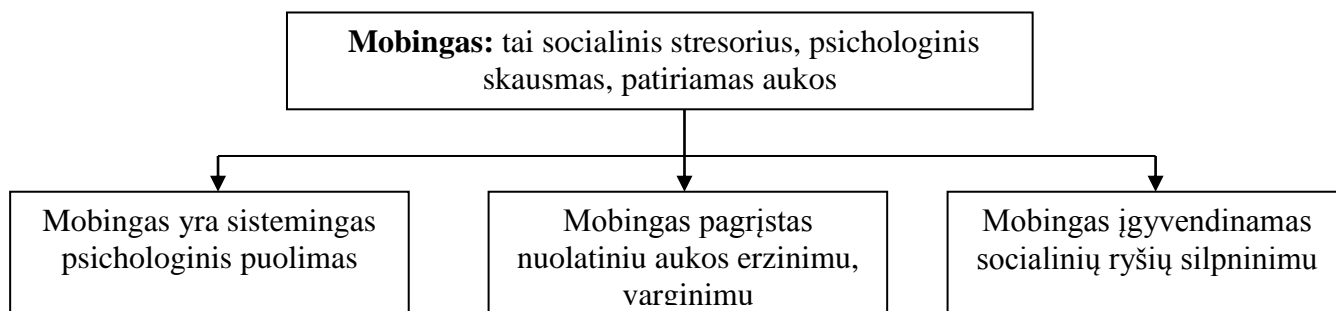 Mobingas: tai socialinis stresorius, psichologinis
skausmas, patiriamas aukos
Mobingas yra sistemingas
psichologinis puolimas
Mobingas pagrįstas
nuolatiniu aukos erzinimu,
varginimu
Mobingas įgyvendinamas
socialinių ryšių silpninimu